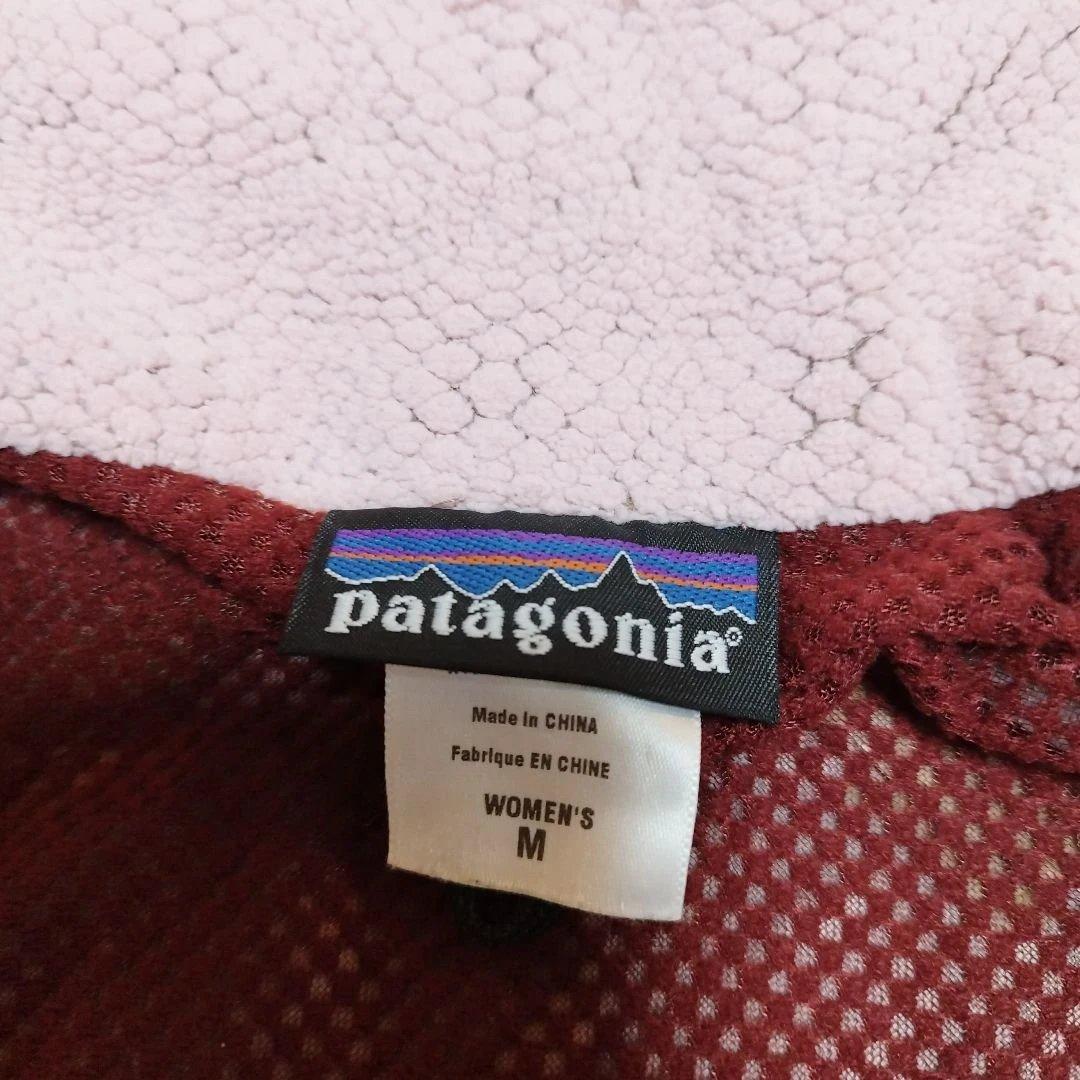 patagonia®
Made in CHINA
Fabrique EN CHINE
WOMEN'S
M